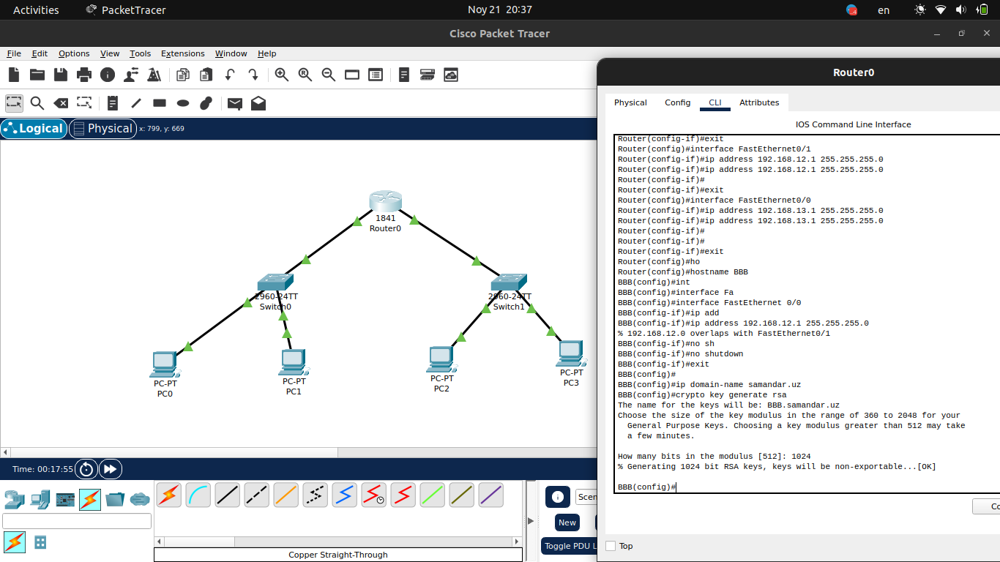 Activities
PacketTracer
Noy 21 20:37
en
Cisco Packet Tracer
File Edit Options View Tools Extensions Window Help
Logical
Physical
x: 799, y: 669
1841
Router0
2960-24TT
Switch0
2960-24TT
Switch1
PC-PT
PC0
PC-PT
PC1
PC-PT
PC2
PC-PT
PC3
Time: 00:17:55
Scen
New
Toggle PDU L
Copper Straight-Through
Router0
Physical Config CLI Attributes
IOS Command Line Interface
Router(config-if)#exit
Router(config)#interface FastEthernet0/1
Router(config-if)#ip address 192.168.12.1 255.255.255.0
Router(config-if)#ip address 192.168.12.1 255.255.255.0
Router(config-if)#
Router(config-if)#exit
Router(config)#interface FastEthernet0/0
Router(config-if)#ip address 192.168.13.1 255.255.255.0
Router(config-if)#ip address 192.168.13.1 255.255.255.0
Router(config-if)#
Router(config-if)#
Router(config-if)#exit
Router(config)#ho
Router(config)#hostname BBB
BBB(config)#int
BBB(config)#interface Fa
BBB(config)#interface FastEthernet 0/0
BBB(config-if)#ip add
BBB(config-if)#ip address 192.168.12.1 255.255.255.0
% 192.168.12.0 overlaps with FastEthernet0/1
BBB(config-if)#no sh
BBB(config-if)#no shutdown
BBB(config-if)#exit
BBB(config)#
BBB(config)#ip domain-name samandar.uz
BBB(config)#crypto key generate rsa
The name for the keys will be: BBB.samandar.uz
Choose the size of the key modulus in the range of 360 to 2048 for your
General Purpose Keys. Choosing a key modulus greater than 512 may take
a few minutes.
How many bits in the modulus [512]: 1024
% Generating 1024 bit RSA keys, keys will be non-exportable...[OK]
BBB(config)#
Co
Top